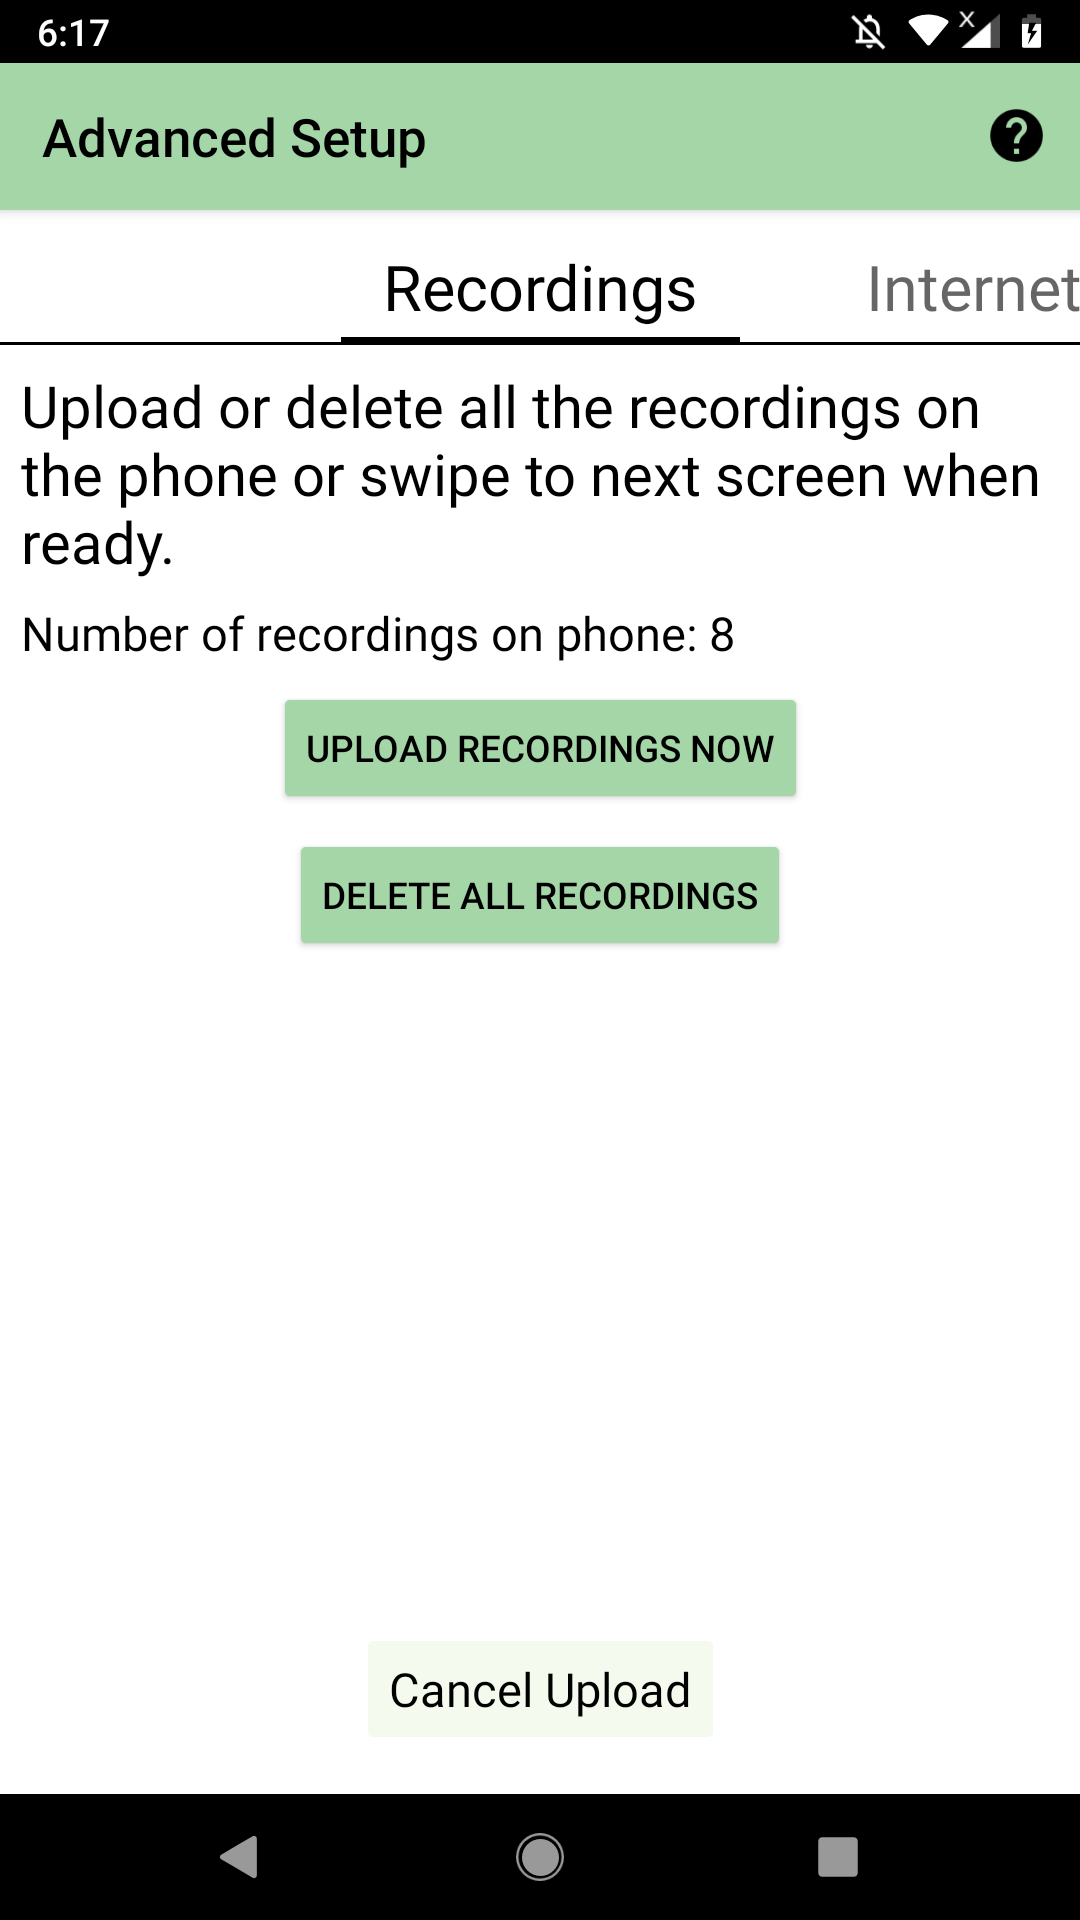 6:17
Advanced Setup
Recordings
Internet
Upload or delete all the recordings on
the phone or swipe to next screen when
ready.
Number of recordings on phone: 8
UPLOAD RECORDINGS NOW
DELETE ALL RECORDINGS
Cancel Upload